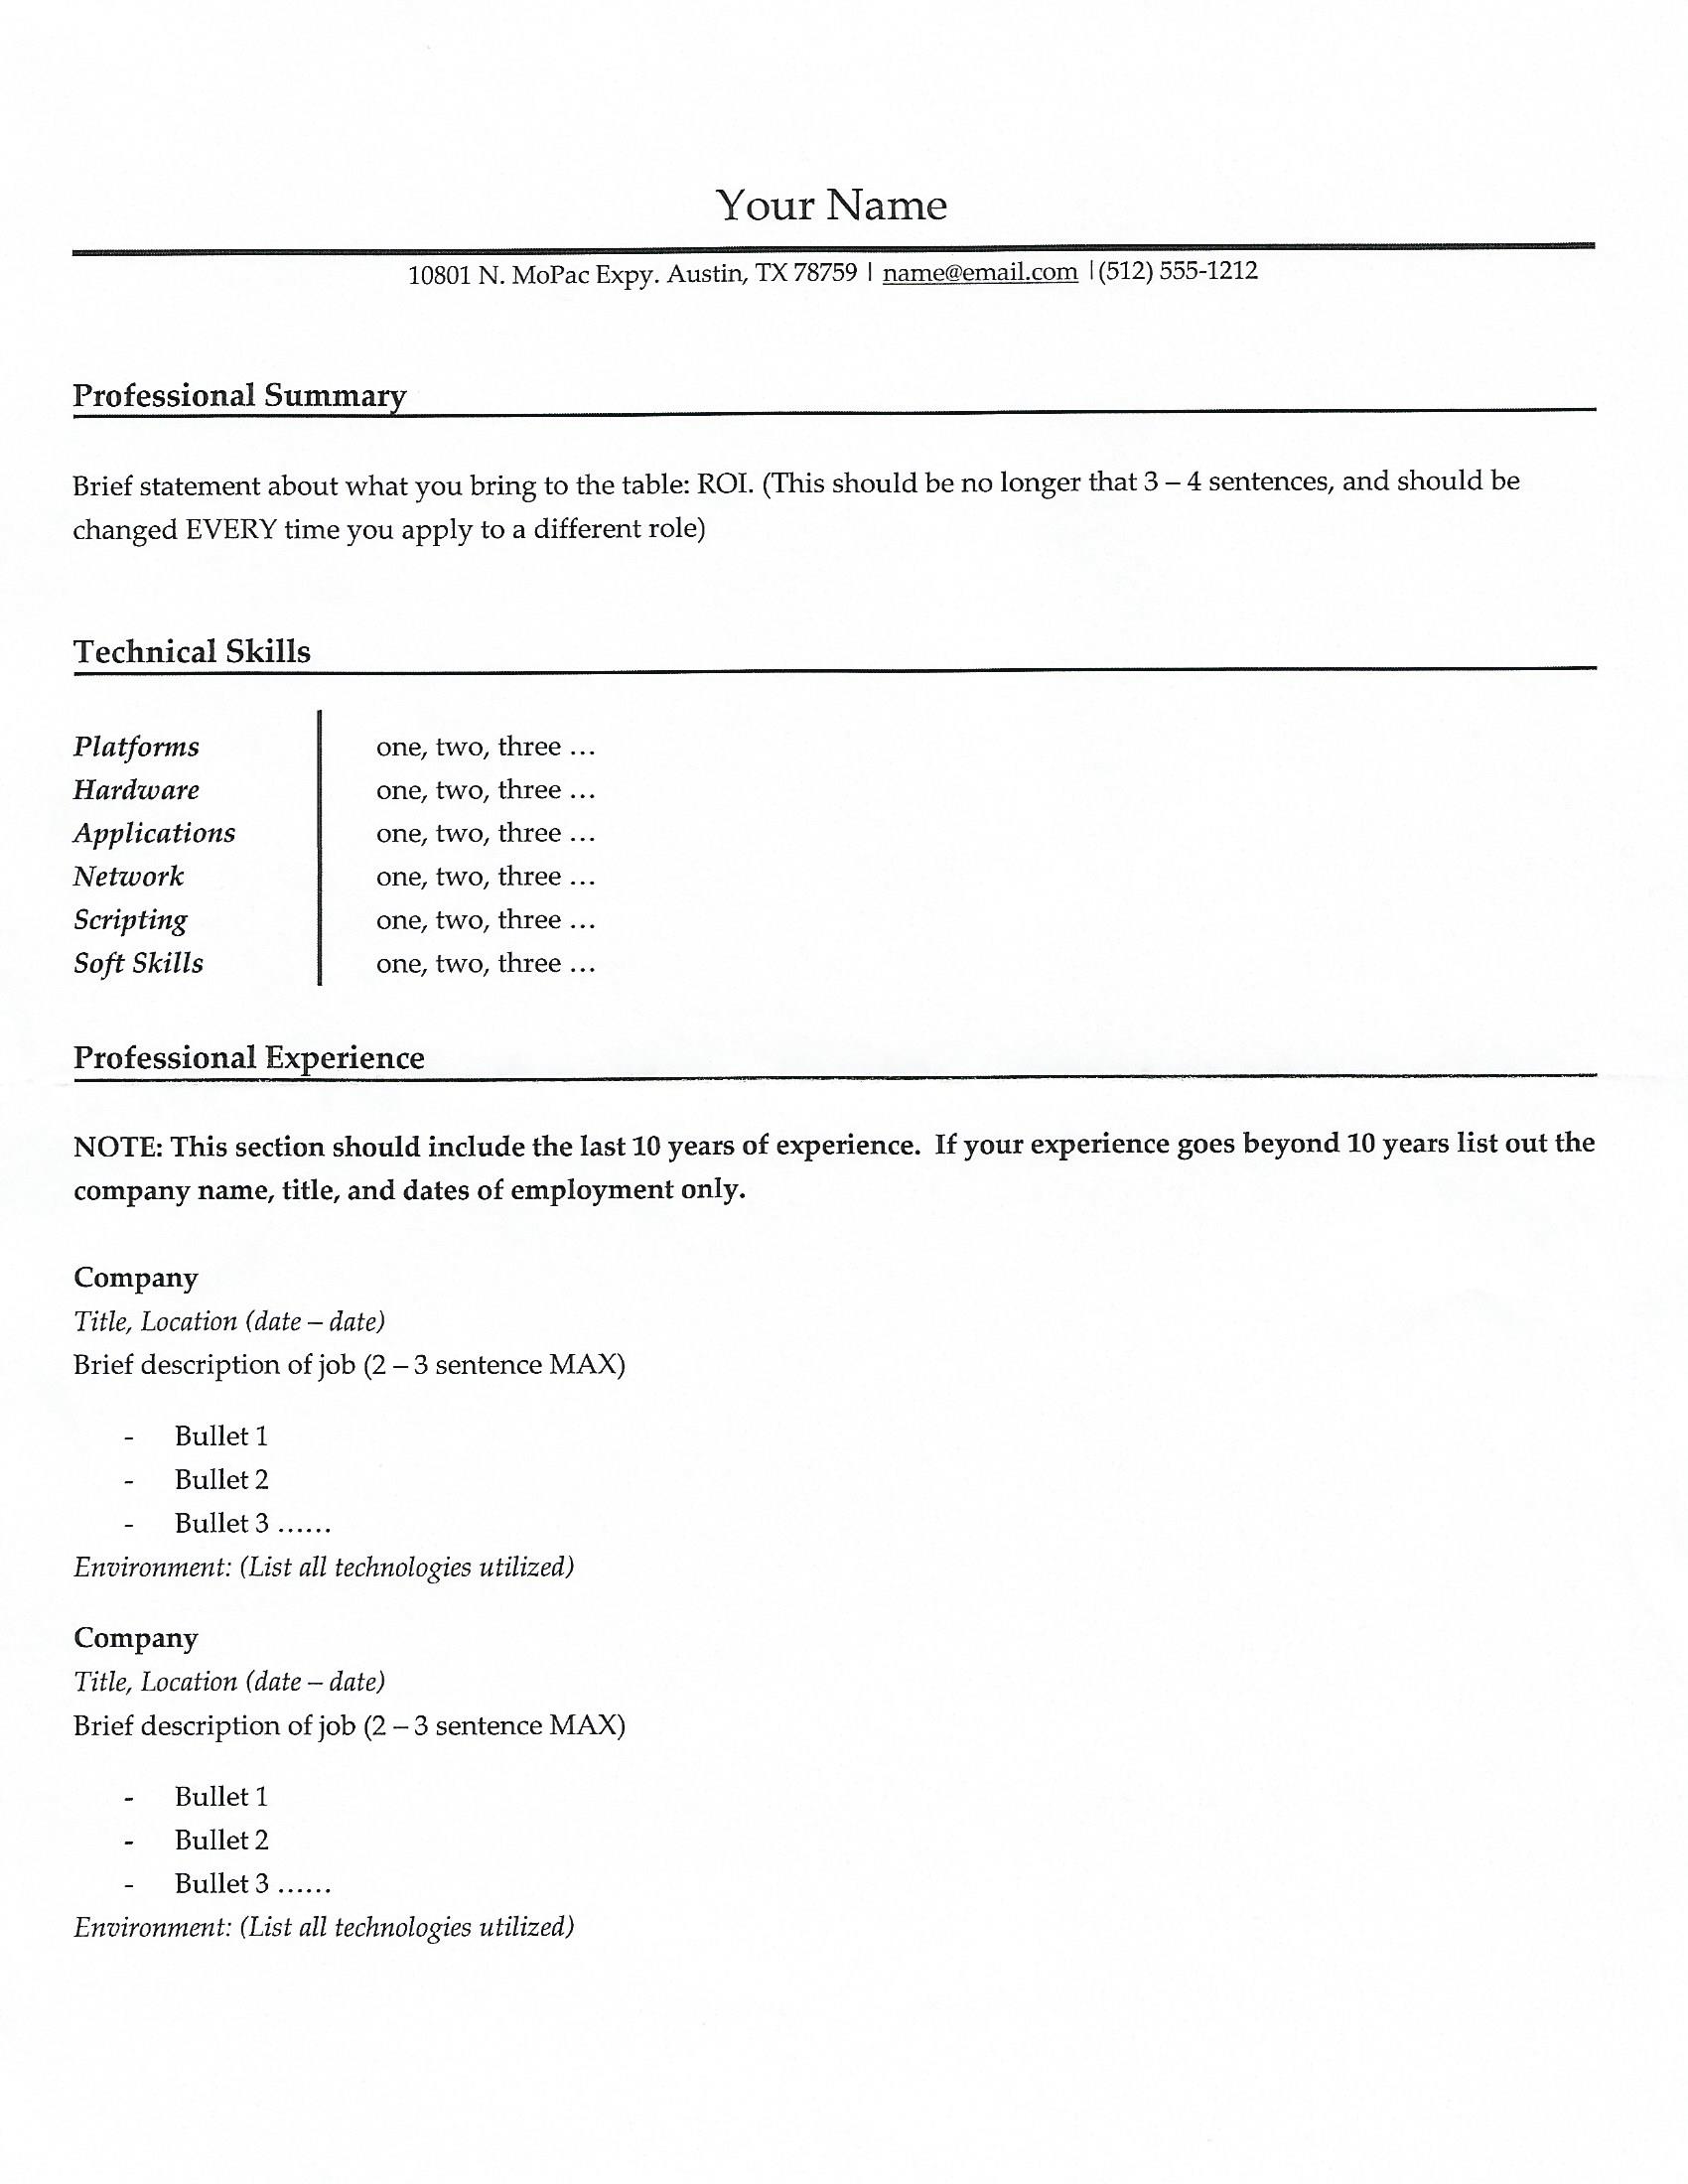 Your Name
10801 N. MoPac Expy. Austin, TX 78759 | name@email.com | (512) 555-1212
Professional Summary
Brief statement about what you bring to the table: ROI. (This should be no longer that 3 – 4 sentences, and should be
changed EVERY time you apply to a different role)
Technical Skills
Platforms one, two, three ...
Hardware one, two, three ...
Applications one, two, three ...
Network one, two, three ...
Scripting one, two, three ...
Soft Skills one, two, three ...
Professional Experience
NOTE: This section should include the last 10 years of experience. If your experience goes beyond 10 years list out the
company name, title, and dates of employment only.
Company
Title, Location (date – date)
Brief description of job (2 – 3 sentence MAX)
- Bullet 1
- Bullet 2
- Bullet 3 ......
Environment: (List all technologies utilized)
Company
Title, Location (date – date)
Brief description of job (2 – 3 sentence MAX)
- Bullet 1
- Bullet 2
- Bullet 3 ......
Environment: (List all technologies utilized)